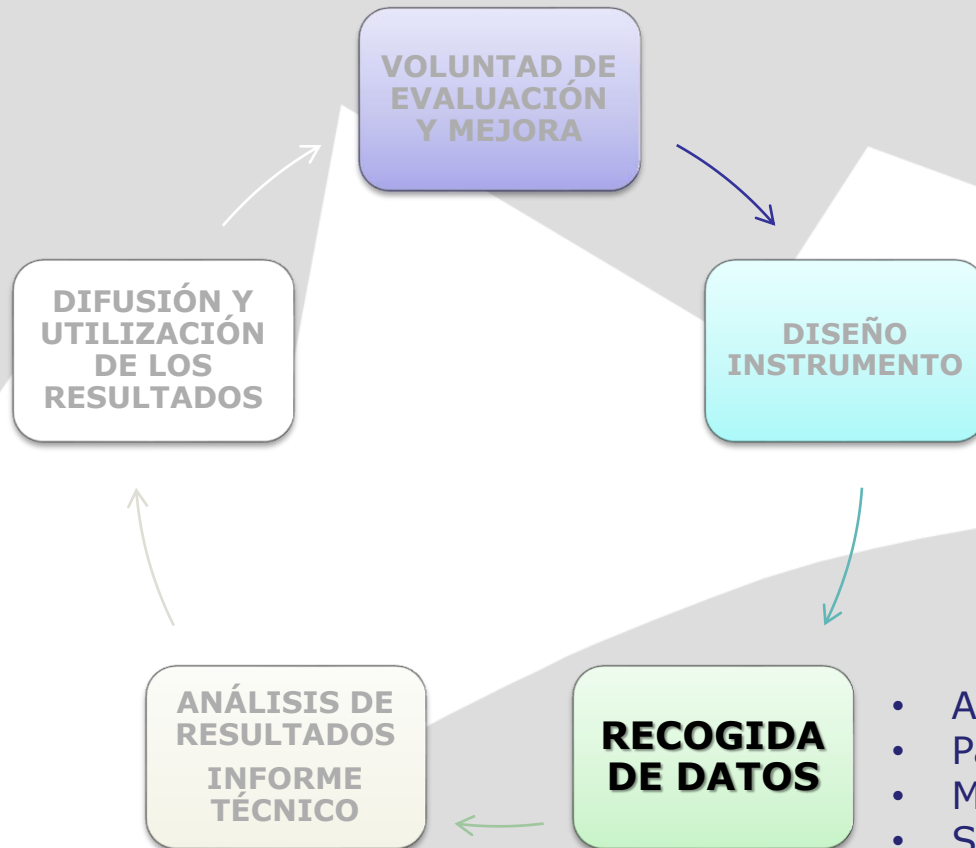 VOLUNTAD DE
EVALUACIÓN
Y MEJORA
DIFUSIÓN Y
UTILIZACIÓN
DE LOS
RESULTADOS
DISEÑO
INSTRUMENTO
ANÁLISIS DE
RESULTADOS
INFORME
TÉCNICO
RECOGIDA
DE DATOS